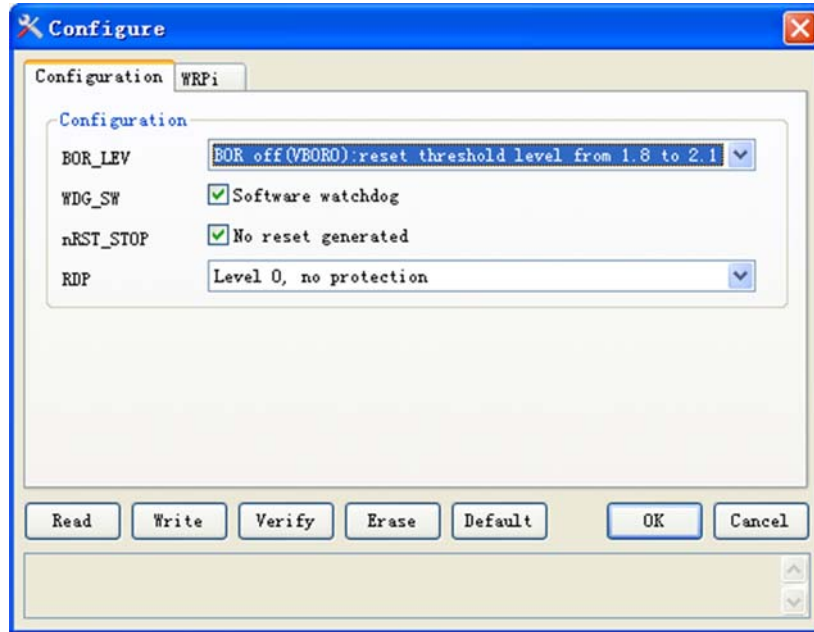 Configure
Configuration WRPi
Configuration
BOR_LEV BOR off(VBOR0):reset threshold level from 1.8 to 2.1
WDG_SW Software watchdog
nRST_STOP No reset generated
RDP Level 0, no protection
Read Write Verify Erase Default OK Cancel